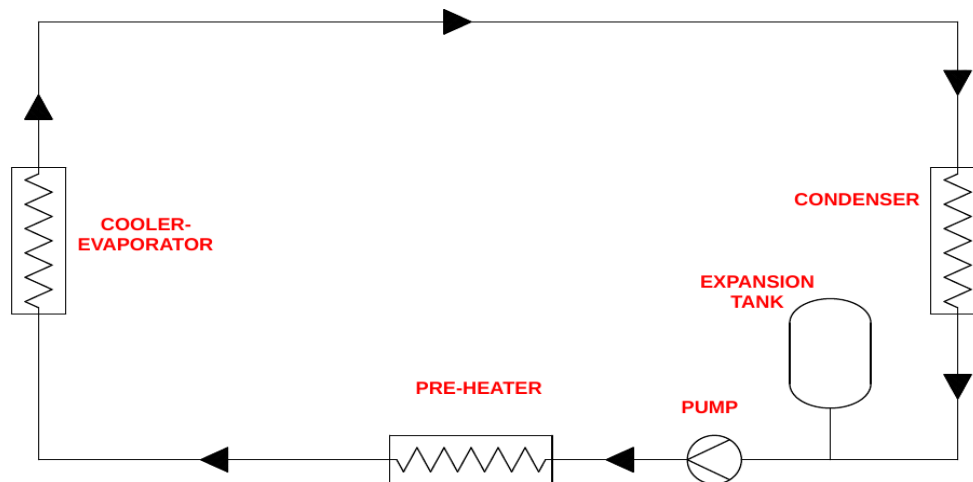 CONDENSER
COOLER-
EVAPORATOR
EXPANSION
TANK
PRE-HEATER
PUMP